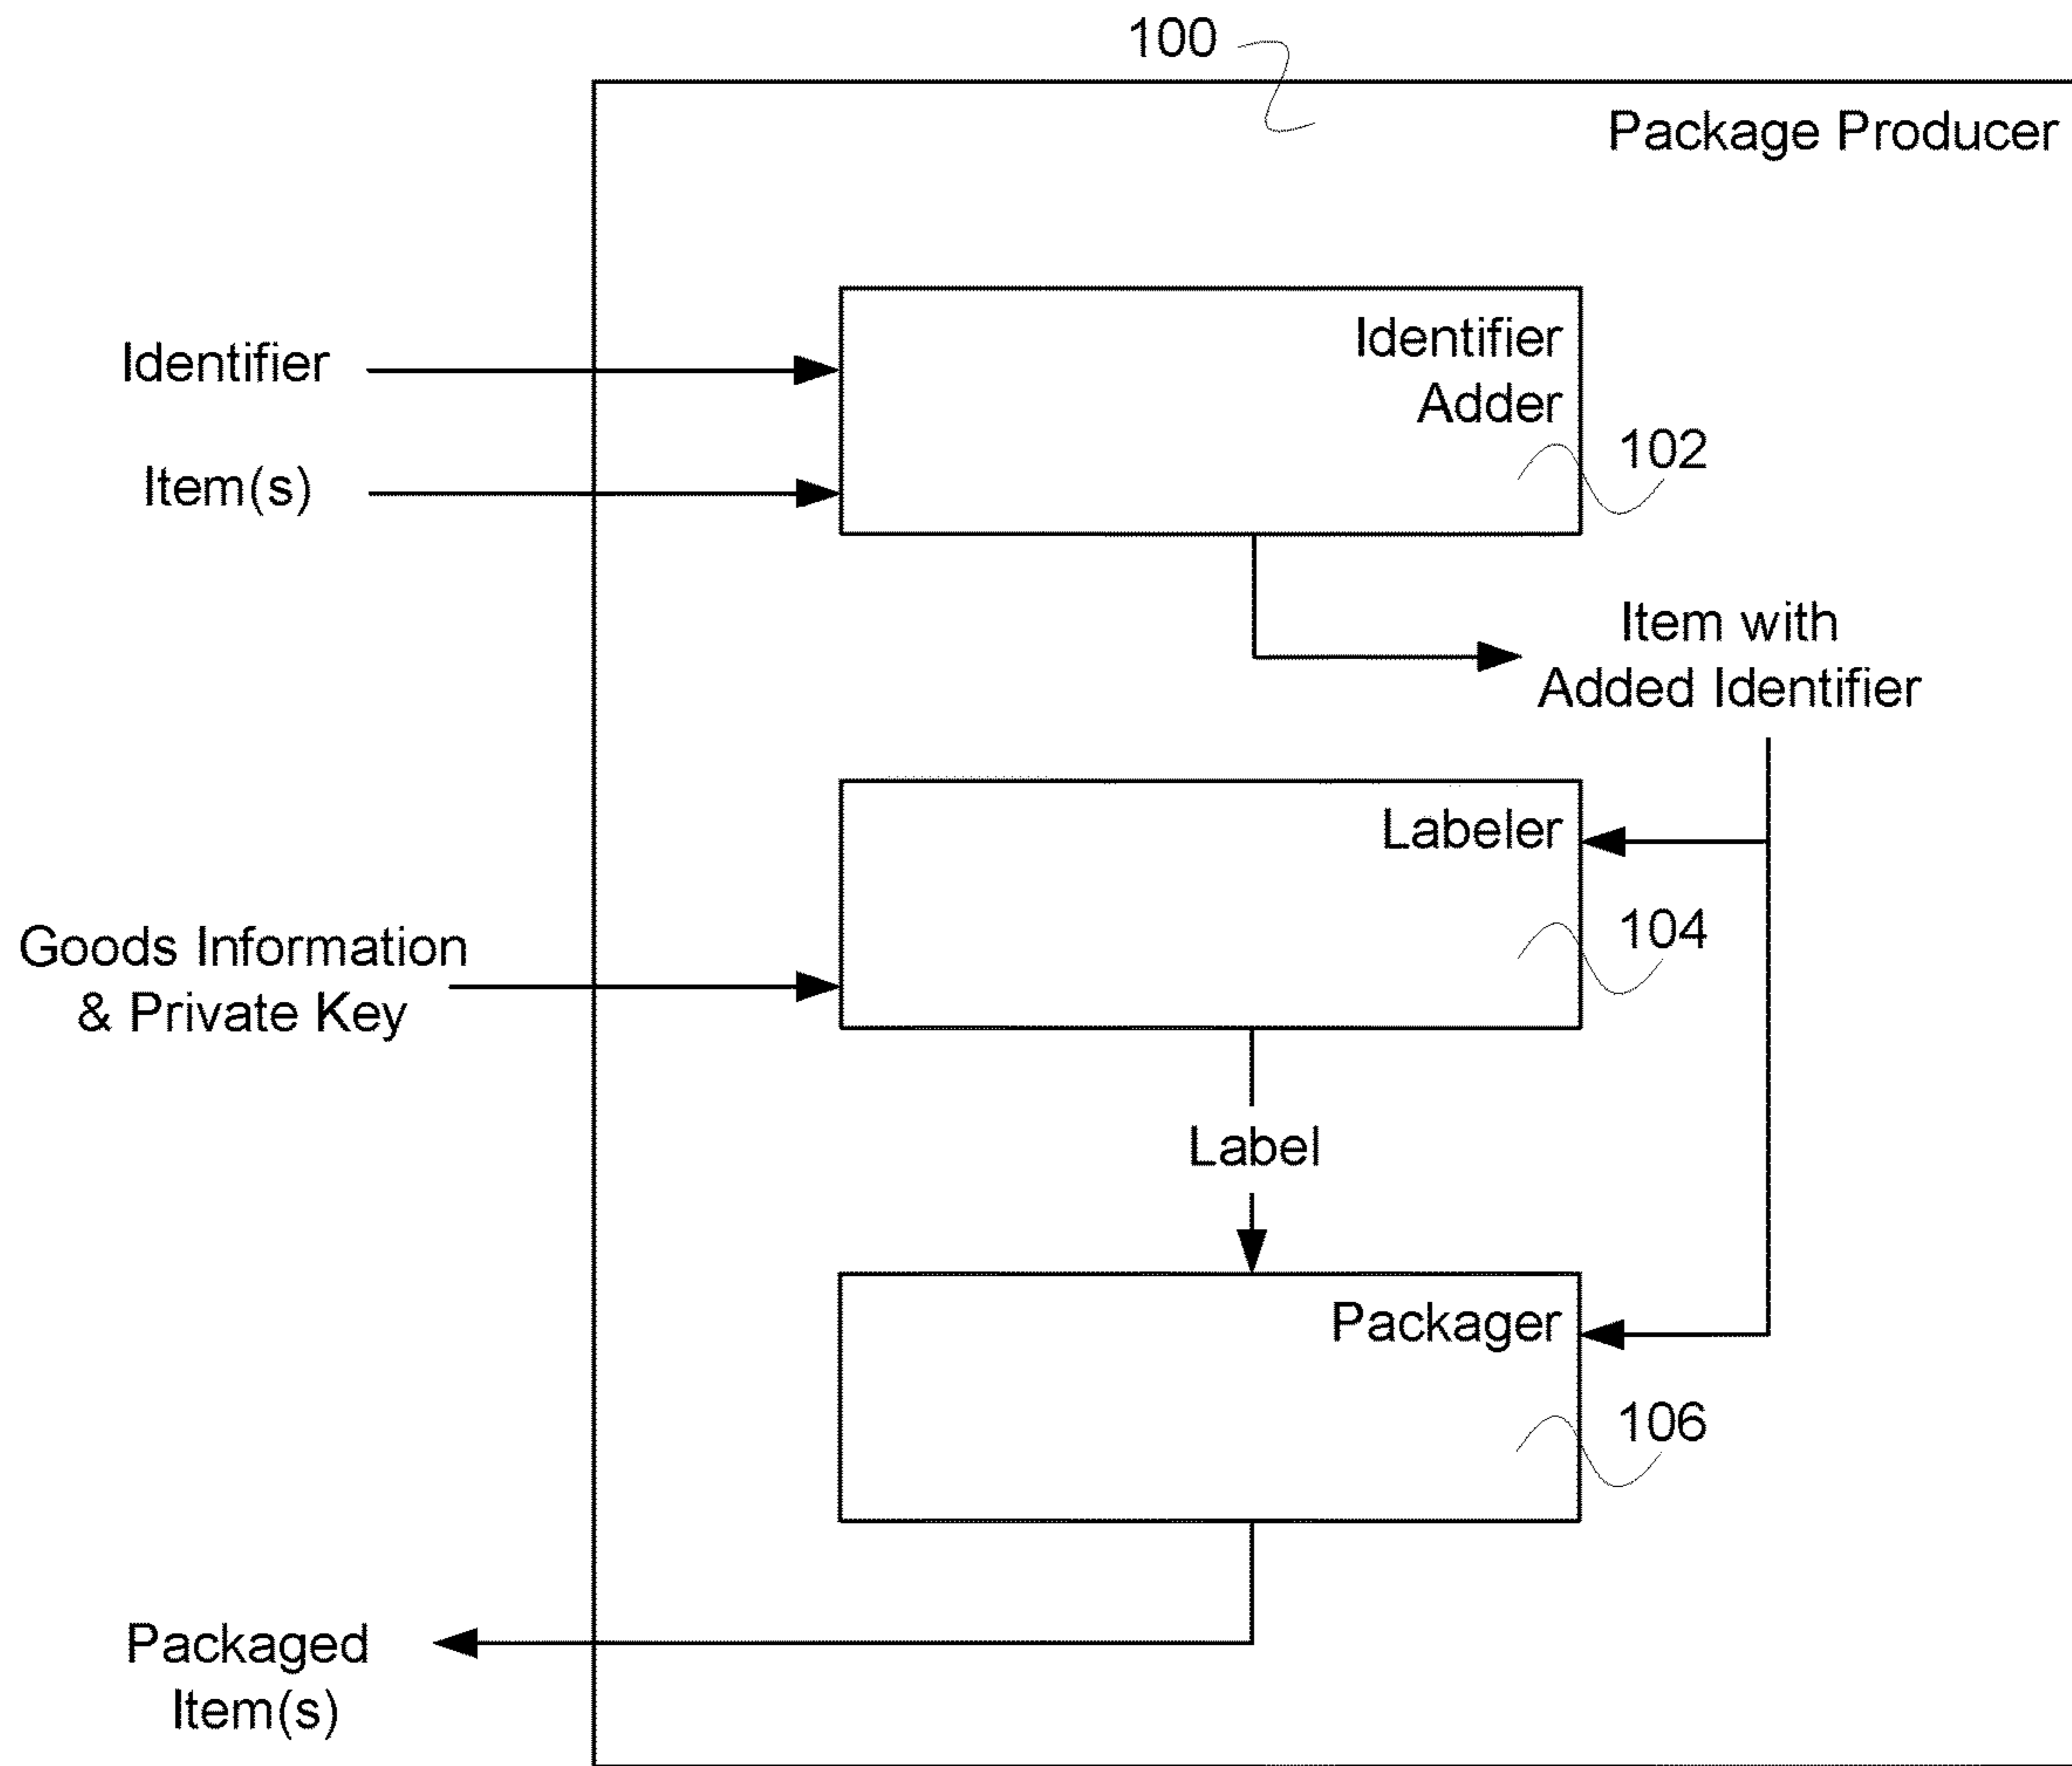 100
Package Producer
Identifier
Adder
Identifier
102
Item(s)
Item with
Added Identifier
Labeler
104
Goods Information
& Private Key
Label
Packager
106
Packaged
Item(s)